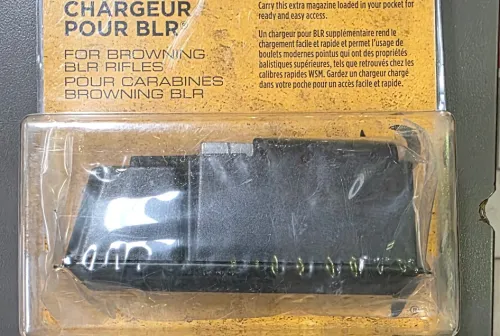 CHARGEUR
POUR BLR®
FOR BROWNING
BLR RIFLES
POUR CARABINES
BROWNING BLR
Carry this extra magazine loaded in your pocket for
ready and easy access.
Un chargeur pour BLR supplémentaire rend le
chargement facile et rapide et permet l'usage de
boulets modernes pointus qui ont des propriétés
balistiques supérieures, tels que retrouvés chez les
calibres rapides WSM. Gardez un chargeur chargé
dans votre poche pour un accès facile et rapide.